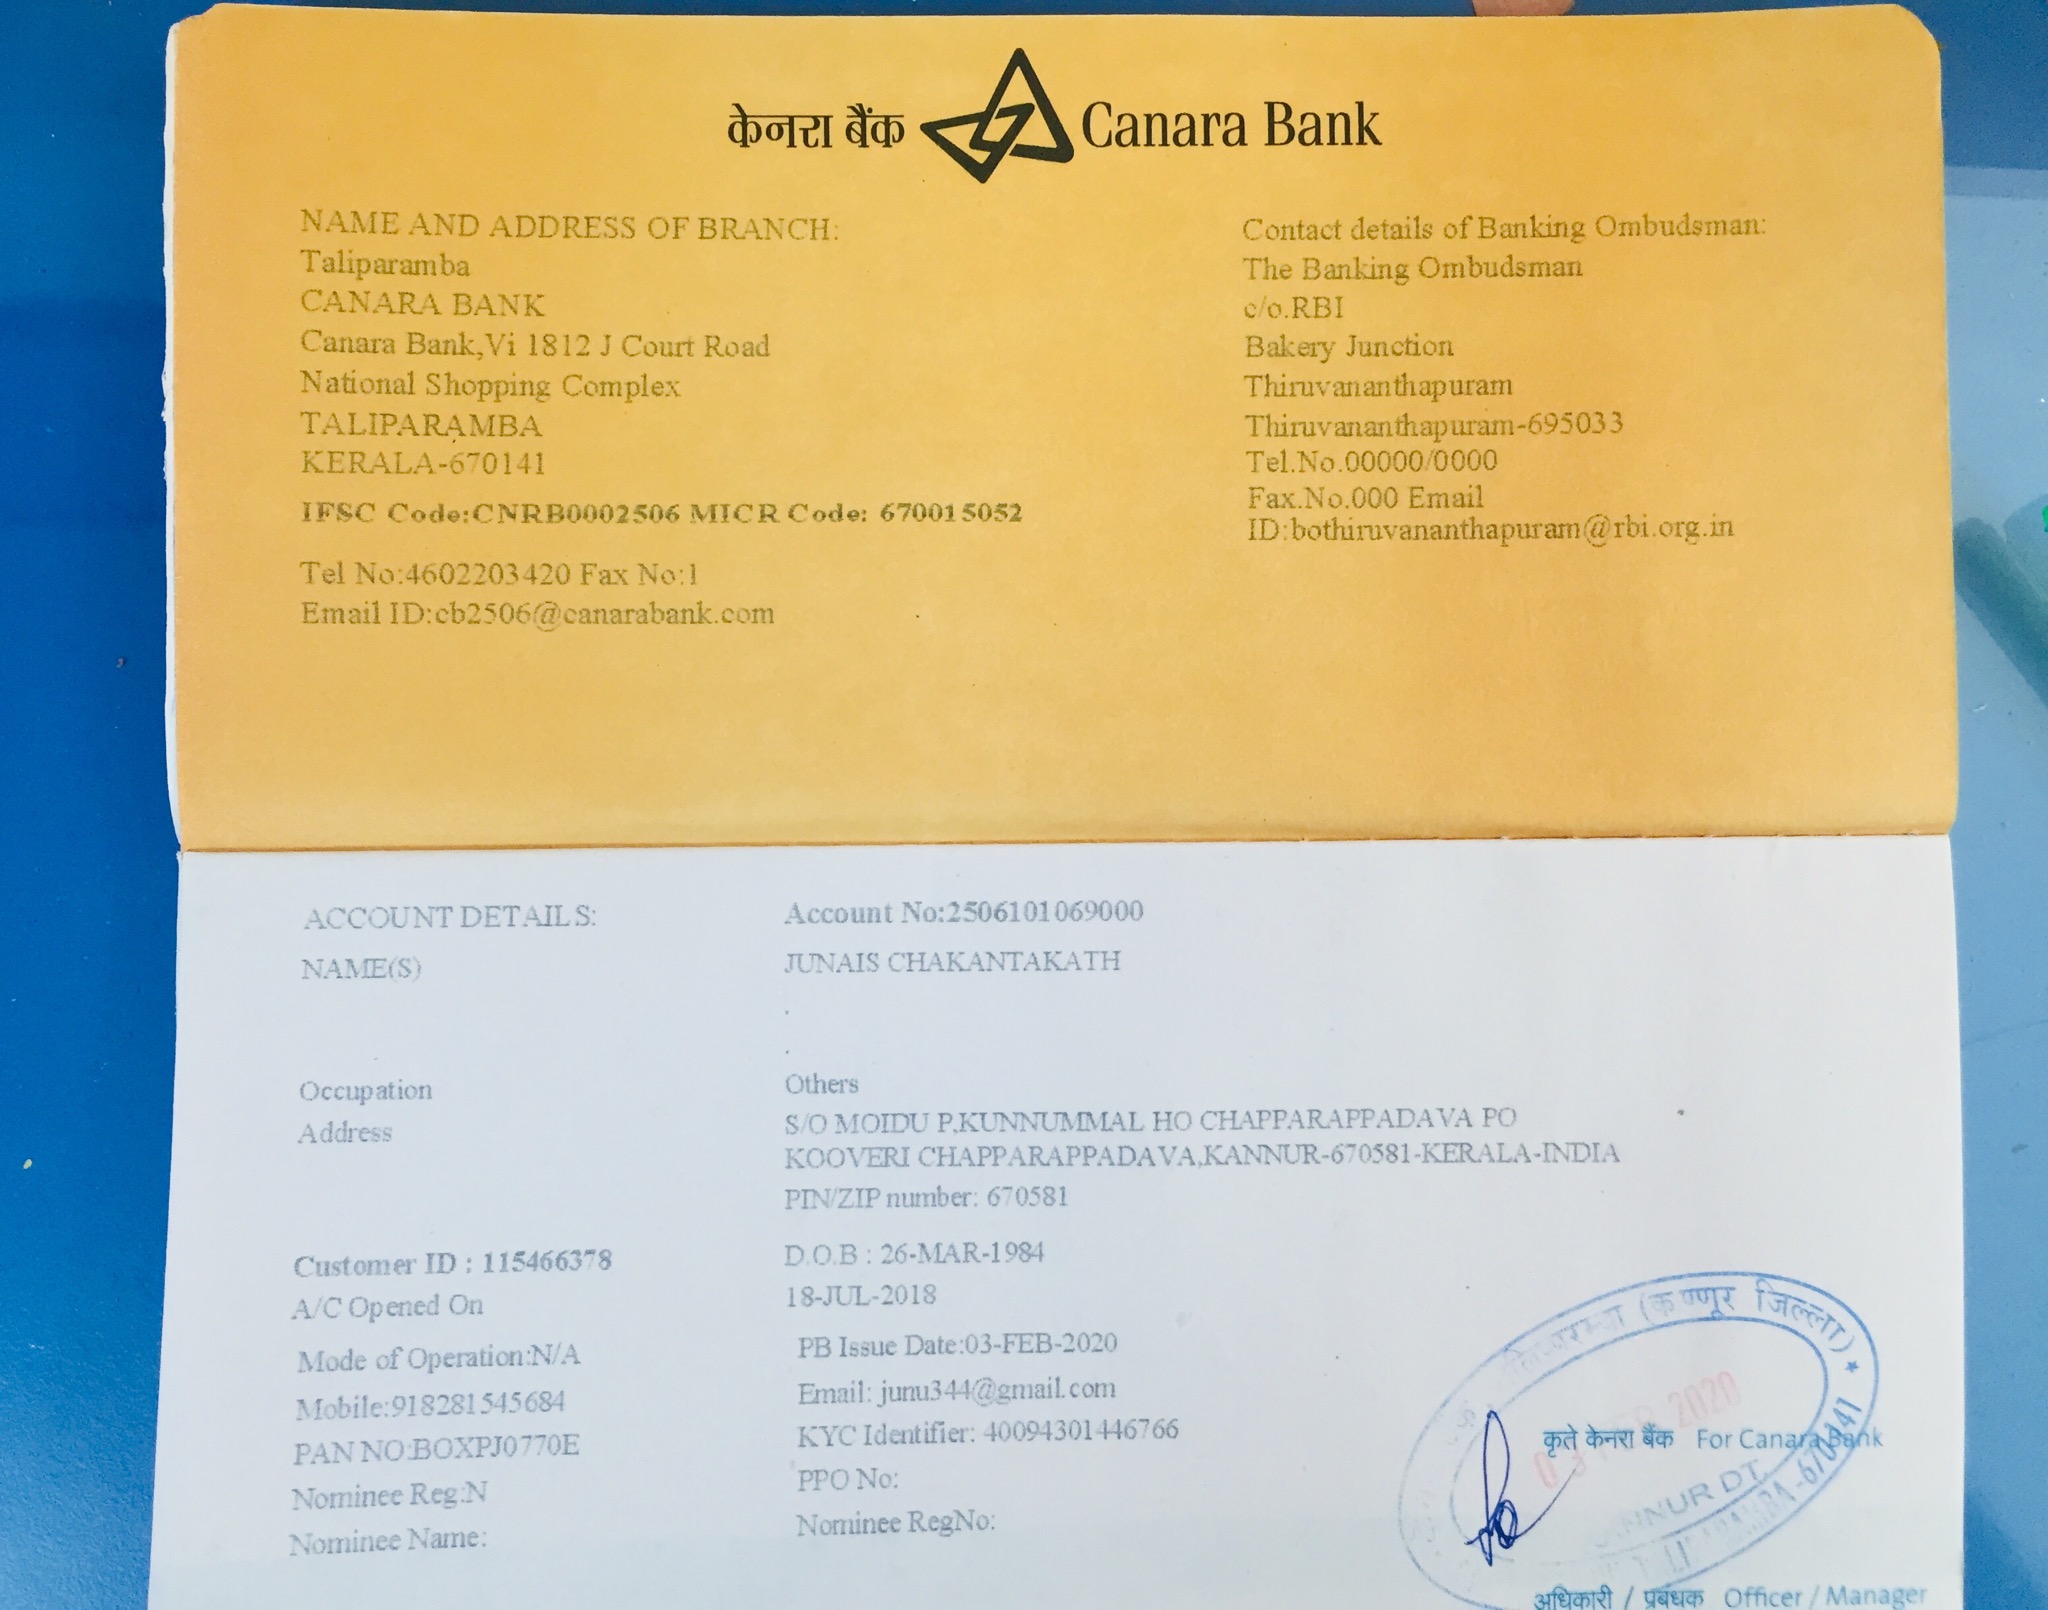 केनरा बैंक Canara Bank
NAME AND ADDRESS OF BRANCH:
Taliparamba
CANARA BANK
Canara Bank,Vi 1812 J Court Road
National Shopping Complex
TALIPARAMBA
KERALA-670141
IFSC Code:CNRB0002506 MICR Code: 670015052
Tel No:4602203420 Fax No:1
Email ID:cb2506@canarabank.com
Contact details of Banking Ombudsman:
The Banking Ombudsman
c/o.RBI
Bakery Junction
Thiruvananthapuram
Thiruvananthapuram-695033
Tel.No.00000/0000
Fax.No.000 Email
ID:bothiruvananthapuram@rbi.org.in
ACCOUNT DETAILS: Account No:2506101069000
NAME(S) JUNAIS CHAKANTAKATH
.
.
Occupation Others
Address S/O MOIDU P,KUNNUMMAL HO CHAPPARAPPADAVA PO
KOOVERI CHAPPARAPPADAVA,KANNUR-670581-KERALA-INDIA
PIN/ZIP number: 670581
Customer ID : 115466378 D.O.B : 26-MAR-1984
A/C Opened On 18-JUL-2018
Mode of Operation:N/A PB Issue Date:03-FEB-2020
Mobile:918281545684 Email: junu344@gmail.com
PAN NO:BOXPJ0770E KYC Identifier: 40094301446766
Nominee Reg:N PPO No:
Nominee Name: Nominee RegNo:
(कण्णूर जिल्ला) *
2020
कृते केनरा बैंक For Canara Bank
DT.
-670141
अधिकारी / प्रबंधक Officer / Manager